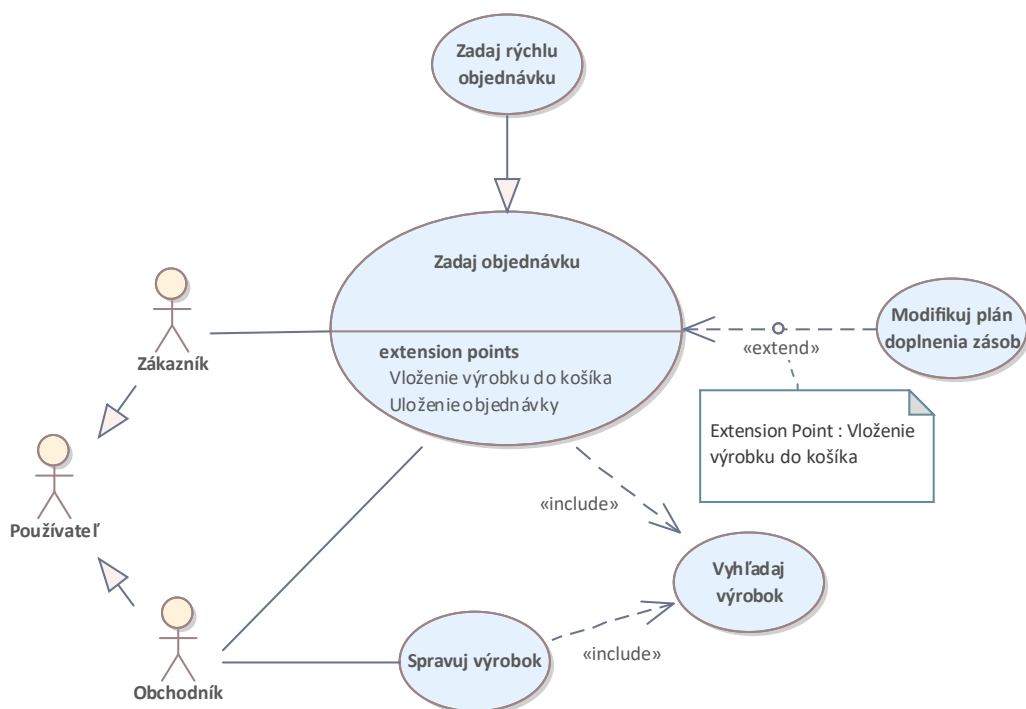 Zadaj rýchlu
objednávku
Zadaj objednávku
extension points
Vloženie výrobku do košíka
Uloženie objednávky
Zákazník
Modifikuj plán
doplnenia zásob
«extend»
Extension Point : Vloženie
výrobku do košíka
Používateľ
«include»
Vyhľadaj
výrobok
Obchodník
Spravuj výrobok
«include»